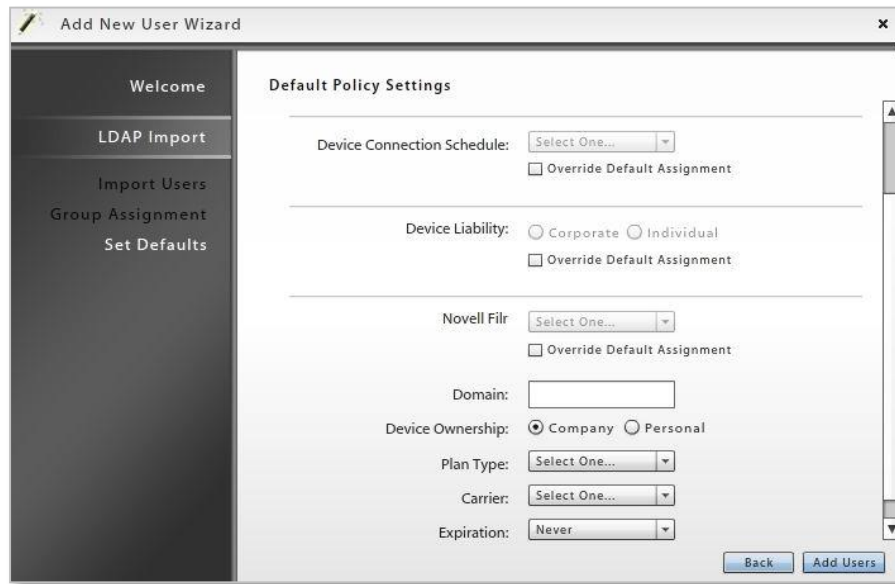 Add New User Wizard
Welcome
LDAP Import
Import Users
Group Assignment
Set Defaults
Default Policy Settings
Device Connection Schedule: Select One...
Override Default Assignment
Device Liability: Corporate Individual
Override Default Assignment
Novell Filr Select One...
Override Default Assignment
Domain:
Device Ownership: Company Personal
Plan Type: Select One...
Carrier: Select One...
Expiration: Never
Back Add Users